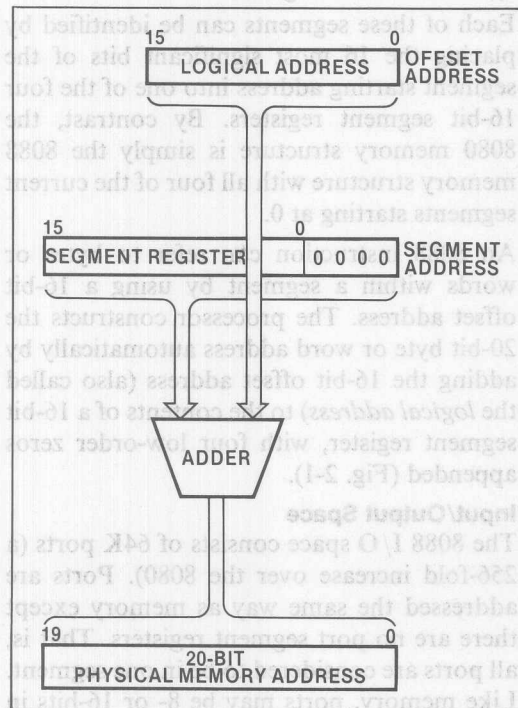 Each of these segments can be identified by
most significant bits of the
15 0
LOGICAL ADDRESS OFFSET
ADDRESS
segment starting address into one of the four
16-bit segment registers. By contrast, the
8080 memory structure is simply the 8088
memory structure with all four of the current
segments starting at 0.
15 0
SEGMENT REGISTER 0 0 0 0 SEGMENT
ADDRESS
or
words within a segment by using a 16-bit
offset address. The processor constructs the
20-bit byte or word address automatically by
adding the 16-bit offset address (also called
the logical address) to the contents of a 16-bit
segment register, with four low-order zeros
appended (Fig. 2-1).
ADDER
Input/Output Space
The 8088 I/O space consists of 64K ports (a
256-fold increase over the 8080). Ports are
addressed the same way as memory except
there are no port segment registers. That is,
all ports are considered to be in one segment.
19 0
20-BIT
PHYSICAL MEMORY ADDRESS
Like memory, ports may be 8- or 16-bits in